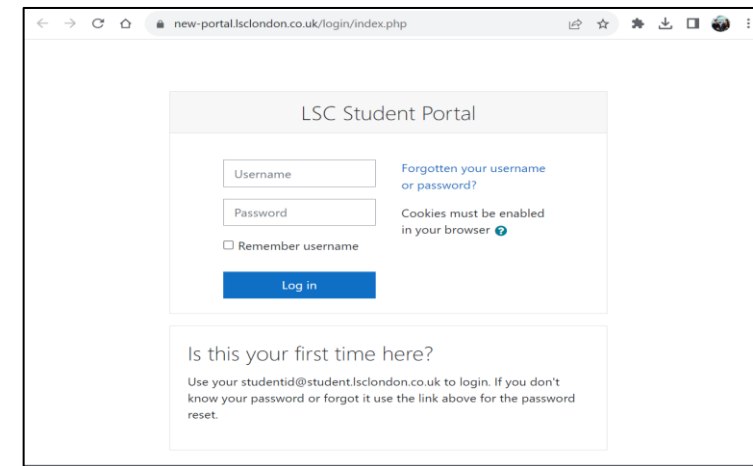 new-portal.lsclondon.co.uk/login/index.php
LSC Student Portal
Username
Password
Remember username
Log in
Forgotten your username
or password?
Cookies must be enabled
in your browser
Is this your first time here?
Use your studentid@student.lsclondon.co.uk to login. If you don't
know your password or forgot it use the link above for the password
reset.